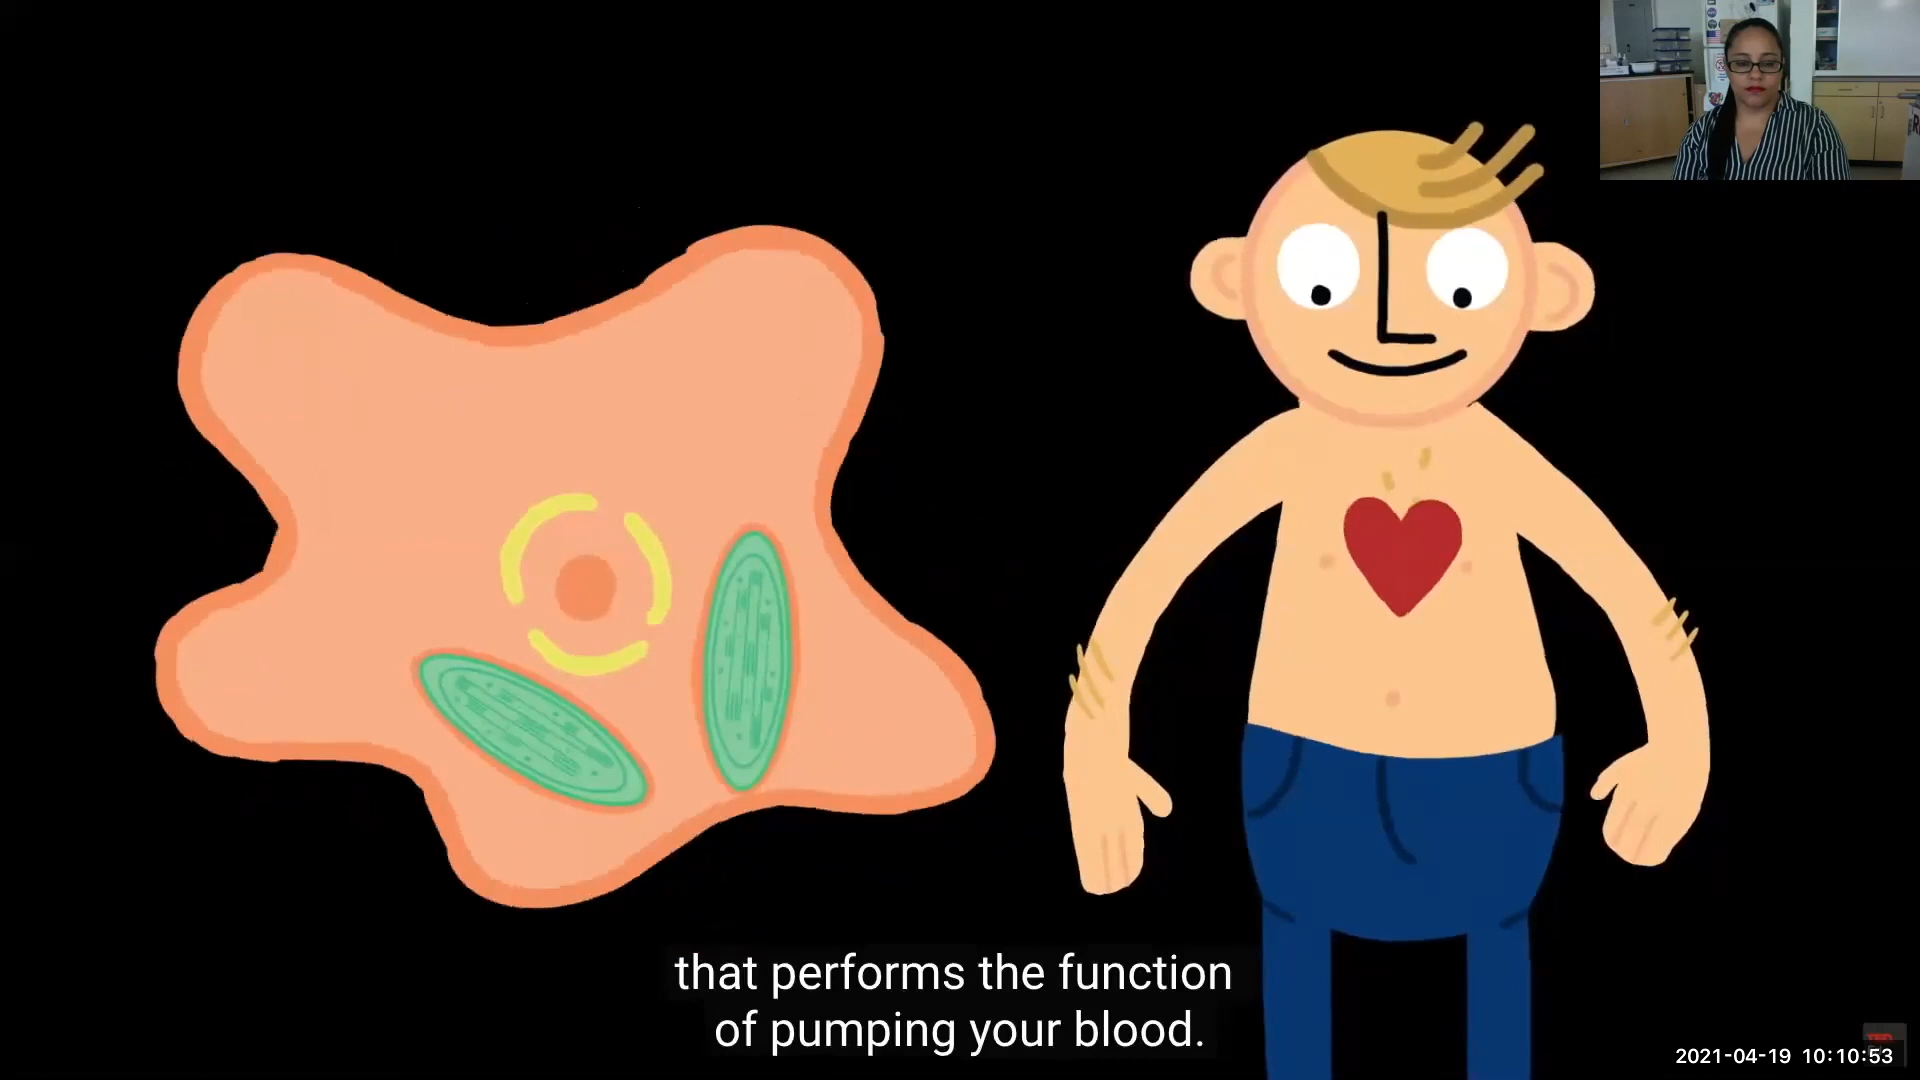 that performs the function
of pumping your blood.
2021-04-19 10:10:53